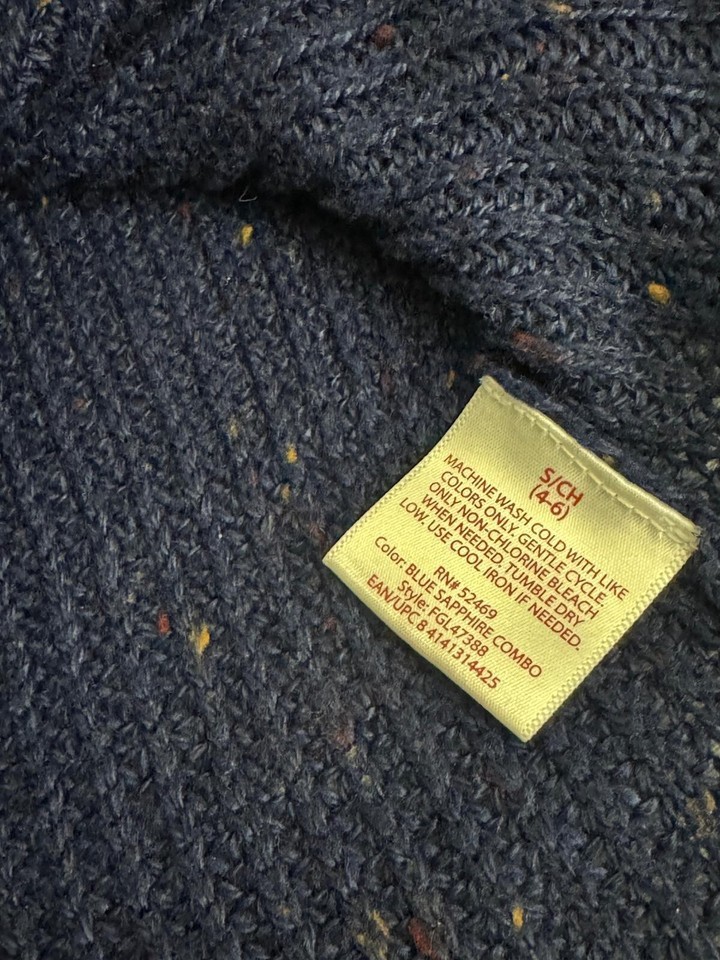 S/CH
(4-6)
MACHINE WASH COLD WITH LIKE
COLORS ONLY. GENTLE CYCLE.
ONLY NON-CHLORINE BLEACH
WHEN NEEDED. TUMBLE DRY
LOW. USE COOL IRON IF NEEDED.
RN# 52469
Color: BLUE SAPPHIRE COMBO
Style: FGL47388
EAN/UPC 8 4141314425